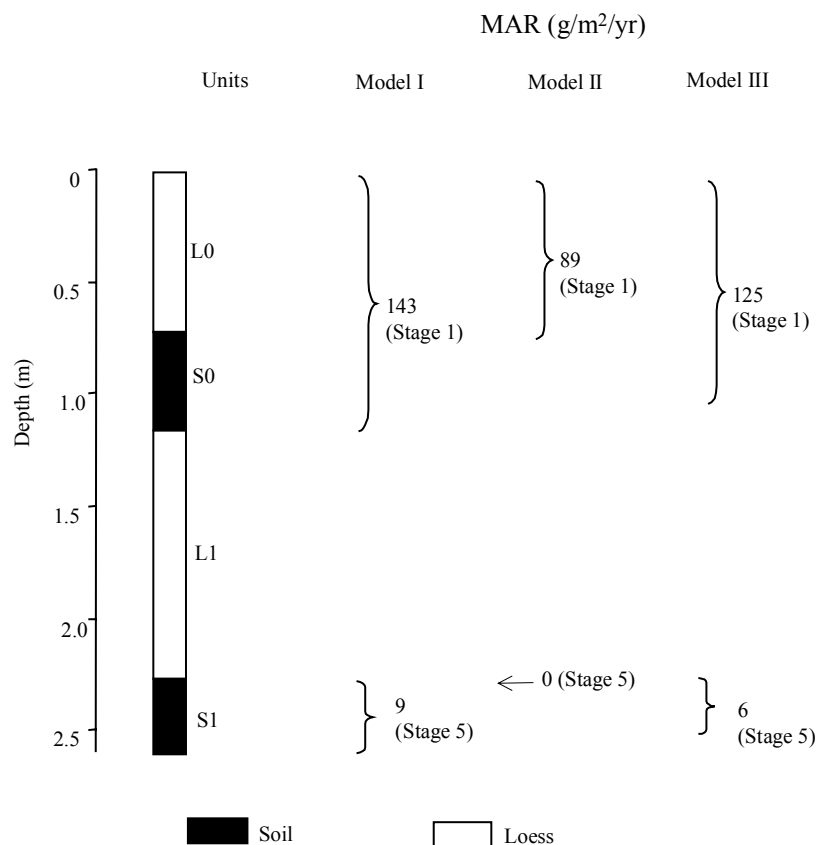 MAR (g/m²/yr)
Units Model I Model II Model III
0
L0
89
(Stage 1)
0.5
143
(Stage 1)
125
(Stage 1)
S0
1.0
Depth (m)
1.5
L1
2.0
0 (Stage 5)
S1
9
(Stage 5)
6
(Stage 5)
2.5
Soil Loess